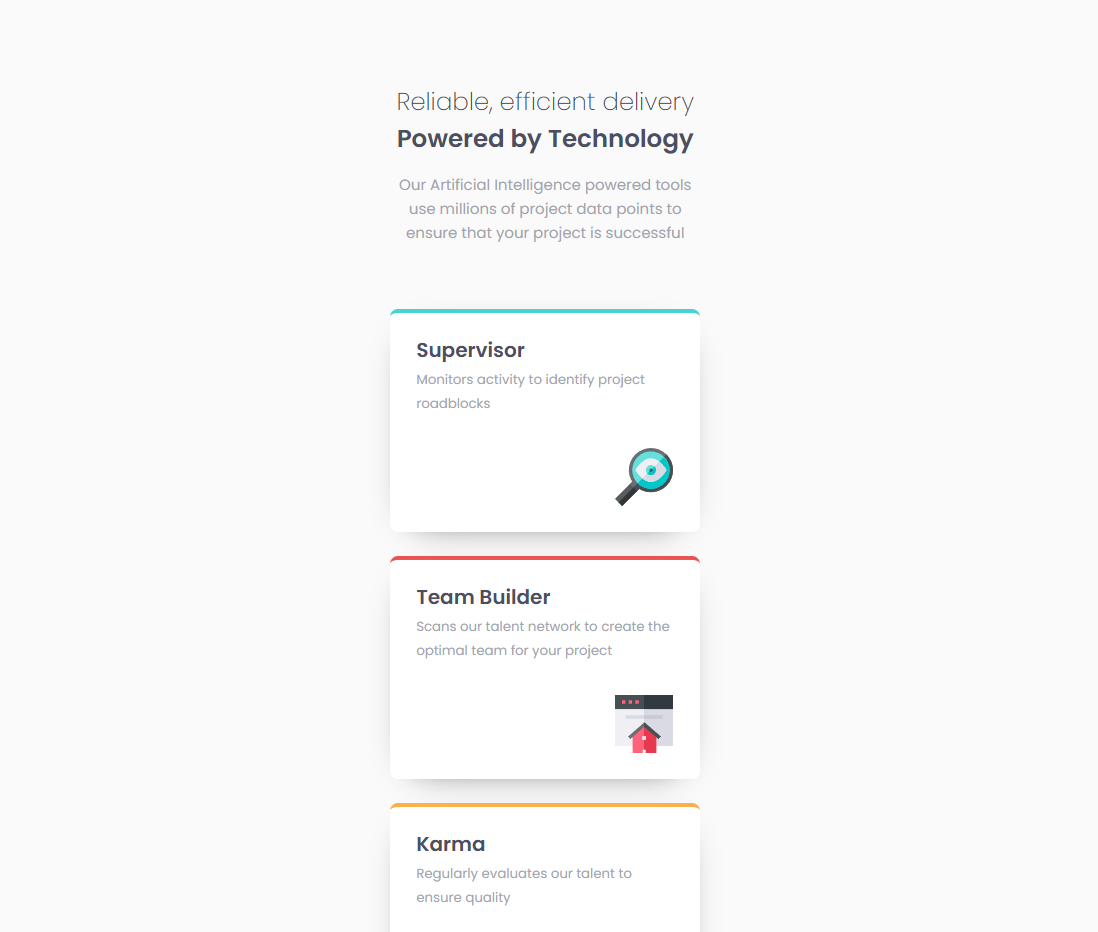 Reliable, efficient delivery
Powered by Technology
Our Artificial Intelligence powered tools
use millions of project data points to
ensure that your project is successful
Supervisor
Monitors activity to identify project
roadblocks
Team Builder
Scans our talent network to create the
optimal team for your project
Karma
Regularly evaluates our talent to
ensure quality